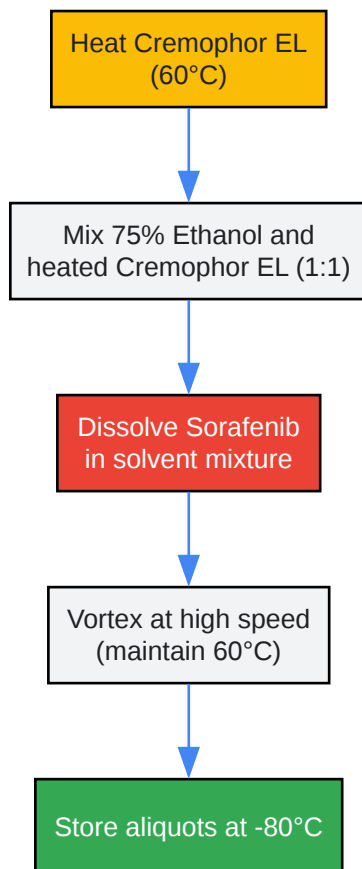 Heat Cremophor EL
(60°C)
Mix 75% Ethanol and
heated Cremophor EL (1:1)
Dissolve Sorafenib
in solvent mixture
Vortex at high speed
(maintain 60°C)
Store aliquots at -80°C